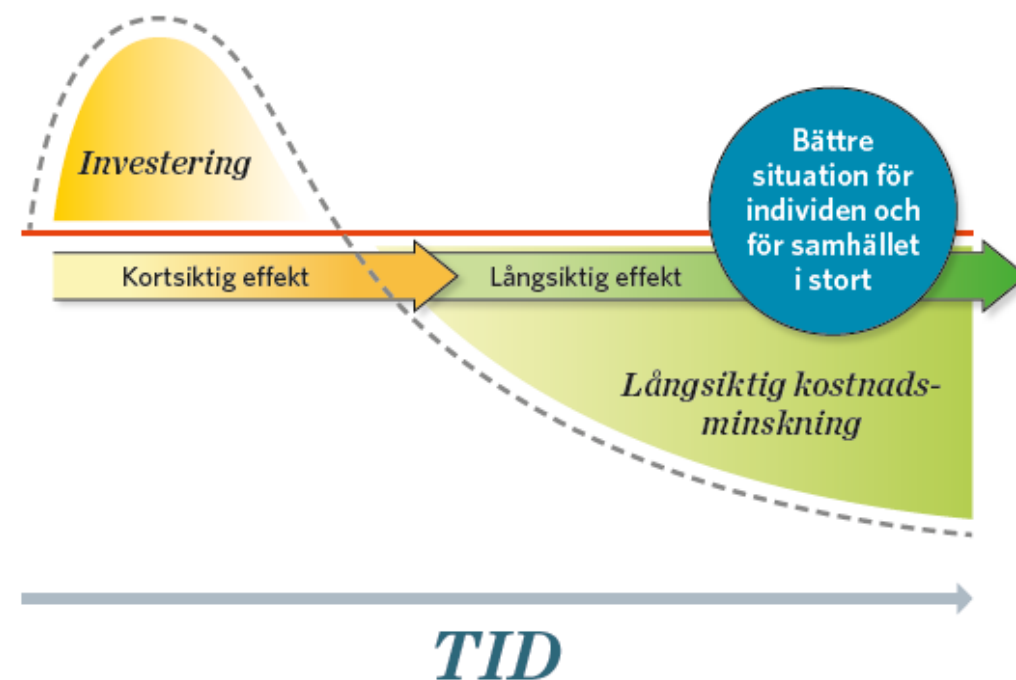 Investering
Bättre
situation för
individen och
för samhället
i stort
Kortsiktig effekt
Långsiktig effekt
Långsiktig kostnads-
minskning
TID